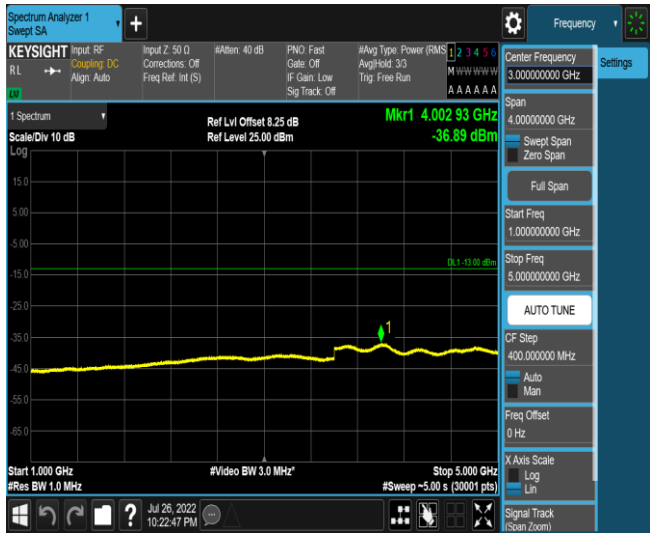 Spectrum Analyzer 1
Swept SA
Frequency
KEYSIGHT
RL
LXI
Input: RF
Coupling: DC
Align: Auto
Input Z: 50 Ω
Corrections: Off
Freq Ref: Int (S)
#Atten: 40 dB
PNO: Fast
Gate: Off
IF Gain: Low
Sig Track: Off
#Avg Type: Power (RMS
Avg|Hold: 3/3
Trig: Free Run
1 2 3 4 5 6
M W W W W W
A A A A A A
1 Spectrum
Scale/Div 10 dB
Log
Ref Lvl Offset 8.25 dB
Ref Level 25.00 dBm
Mkr1 4.002 93 GHz
-36.89 dBm
15.0
5.00
-5.00
-15.0
-25.0
-35.0
-45.0
-55.0
-65.0
DL1 -13.00 dBm
1
Start 1.000 GHz
#Res BW 1.0 MHz
#Video BW 3.0 MHz*
Stop 5.000 GHz
#Sweep ~5.00 s (30001 pts)
Jul 26, 2022
10:22:47 PM
Center Frequency
3.000000000 GHz
Span
4.00000000 GHz
Swept Span
Zero Span
Full Span
Start Freq
1.000000000 GHz
Stop Freq
5.000000000 GHz
AUTO TUNE
CF Step
400.000000 MHz
Auto
Man
Freq Offset
0 Hz
X Axis Scale
Log
Lin
Signal Track
(Span Zoom)
Settings